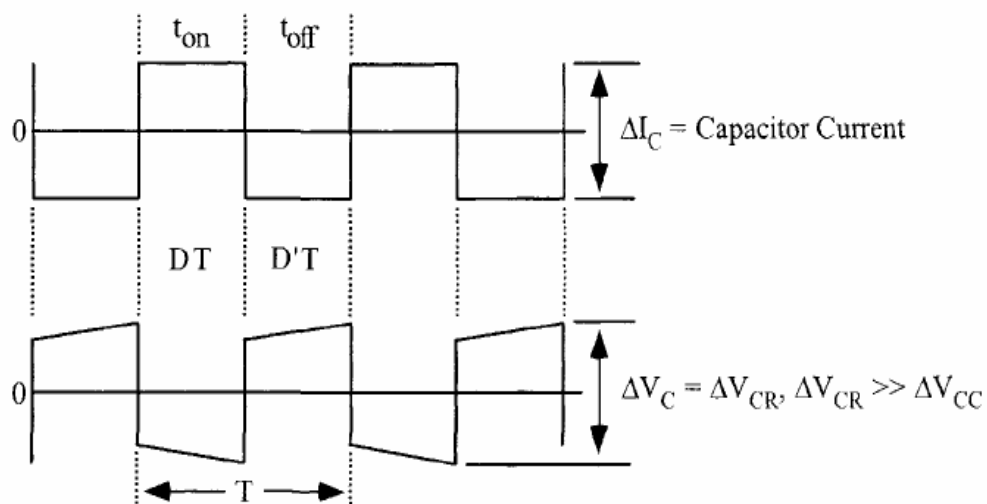 t_on t_off
0
ΔI_C = Capacitor Current
DT D'T
0
ΔV_C = ΔV_CR, ΔV_CR >> ΔV_CC
T